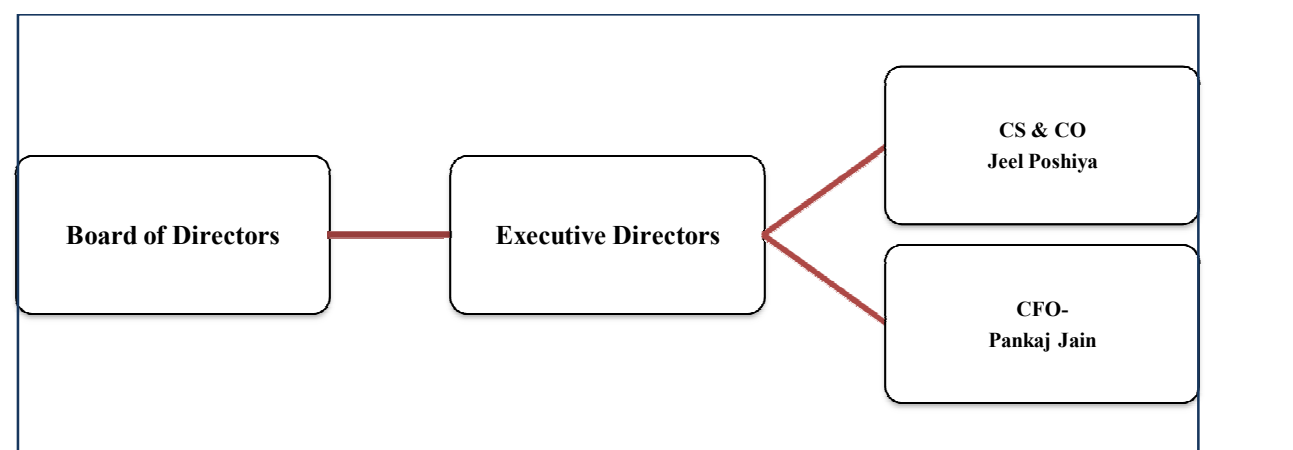 Board of Directors
Executive Directors
CS & CO
Jeel Poshiya
CFO-
Pankaj Jain